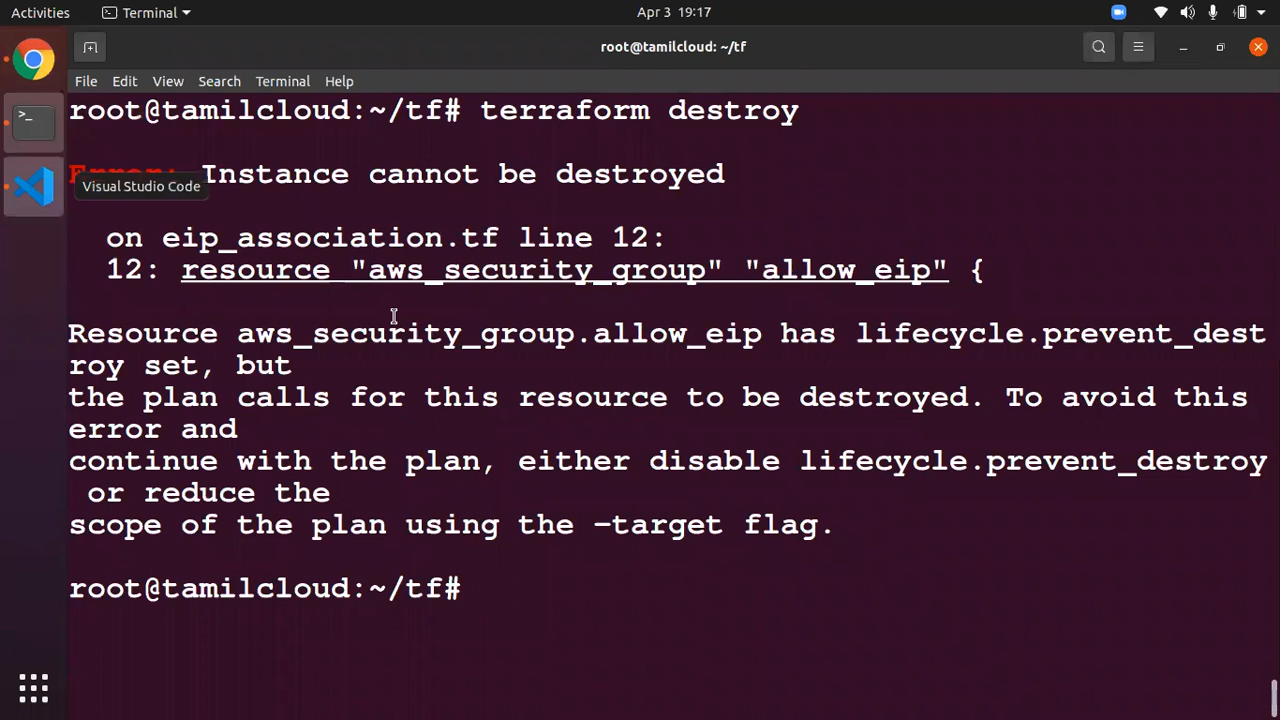 Activities
Terminal
Apr 3 19:17
root@tamilcloud: ~/tf
File Edit View Search Terminal Help
root@tamilcloud:~/tf# terraform destroy
Error: Instance cannot be destroyed
Visual Studio Code
on eip_association.tf line 12:
12: resource "aws_security_group" "allow_eip" {
Resource aws_security_group.allow_eip has lifecycle.prevent_dest
roy set, but
the plan calls for this resource to be destroyed. To avoid this
error and
continue with the plan, either disable lifecycle.prevent_destroy
or reduce the
scope of the plan using the -target flag.
root@tamilcloud:~/tf#